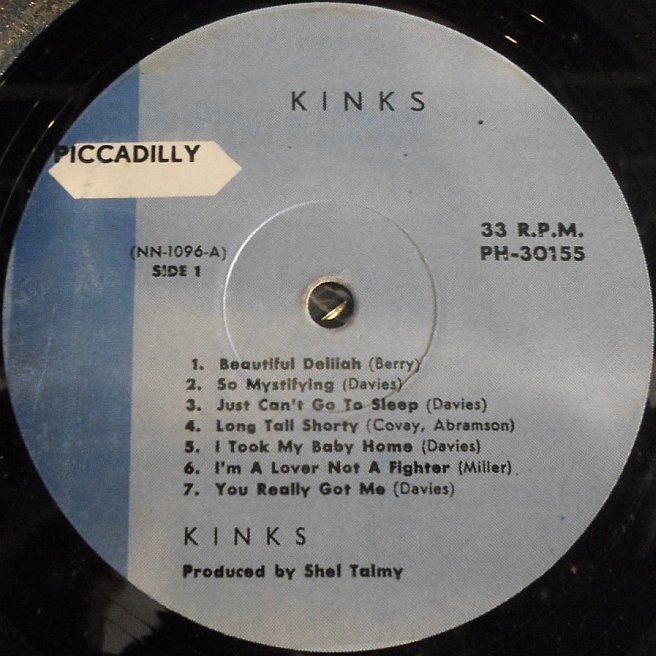 KINKS
PICCADILLY
(NN-1096-A)
SIDE 1
33 R.P.M.
PH-30155
1. Beautiful Delilah (Berry)
2. So Mystifying (Davies)
3. Just Can't Go To Sleep (Davies)
4. Long Tall Shorty (Covay, Abramson)
5. I Took My Baby Home (Davies)
6. I'm A Lover Not A Fighter (Miller)
7. You Really Got Me (Davies)
KINKS
Produced by Shel Talmy